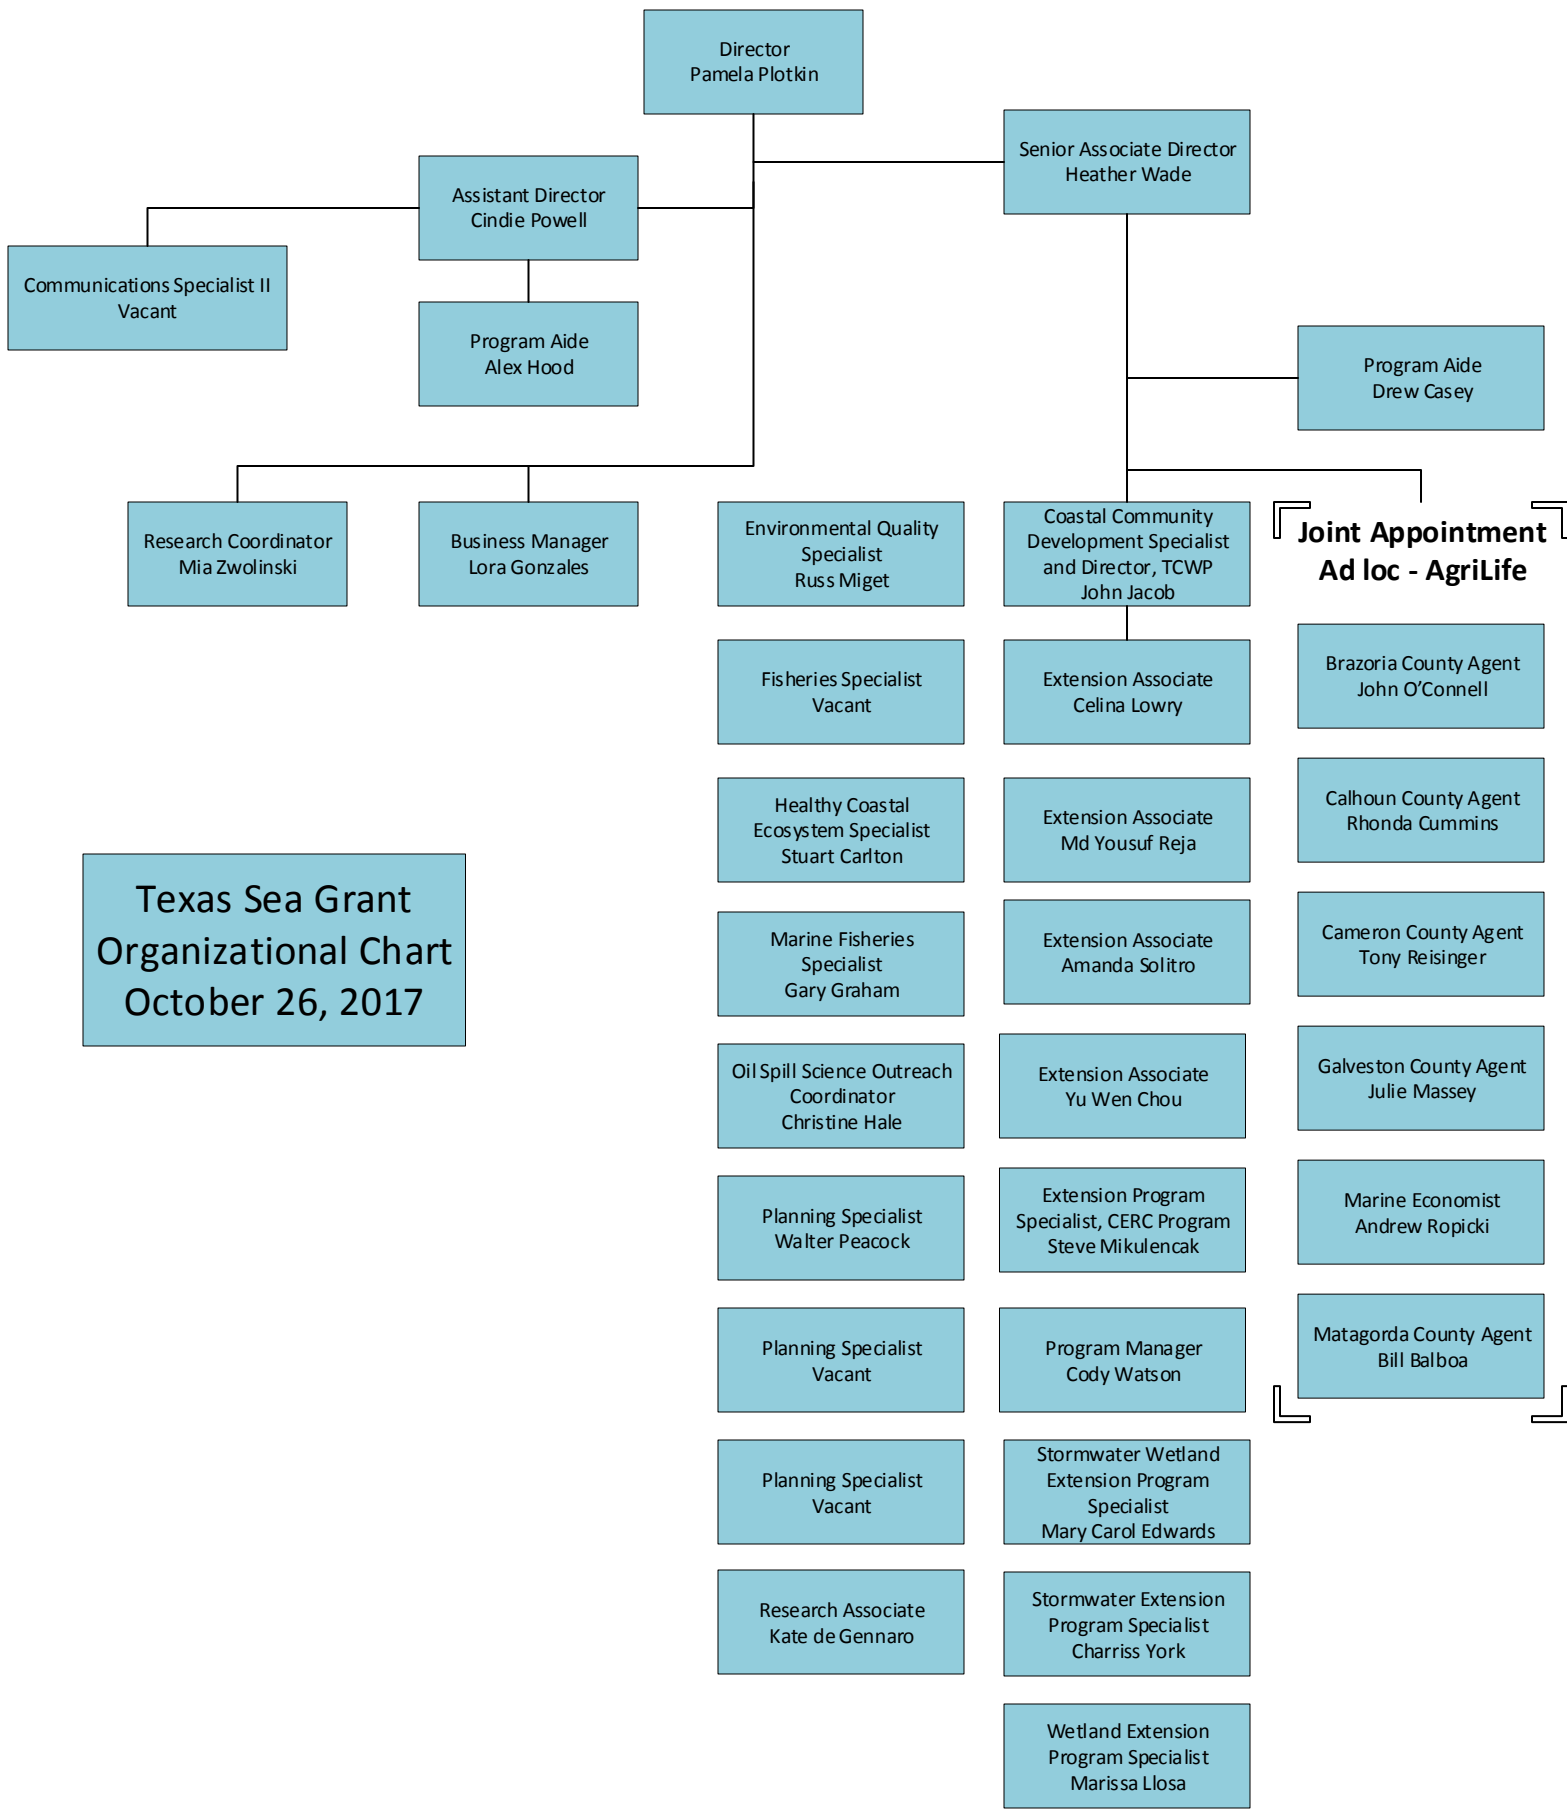 Director
Pamela Plotkin
Senior Associate Director
Heather Wade
Assistant Director
Cindie Powell
Communications Specialist II
Vacant
Program Aide
Alex Hood
Program Aide
Drew Casey
Research Coordinator
Mia Zwolinski
Business Manager
Lora Gonzales
Environmental Quality
Specialist
Russ Miget
Fisheries Specialist
Vacant
Healthy Coastal
Ecosystem Specialist
Stuart Carlton
Marine Fisheries
Specialist
Gary Graham
Oil Spill Science Outreach
Coordinator
Christine Hale
Planning Specialist
Walter Peacock
Planning Specialist
Vacant
Planning Specialist
Vacant
Research Associate
Kate de Gennaro
Coastal Community
Development Specialist
and Director, TCWP
John Jacob
Extension Associate
Celina Lowry
Extension Associate
Md Yousuf Reja
Extension Associate
Amanda Solitro
Extension Associate
Yu Wen Chou
Extension Program
Specialist, CERC Program
Steve Mikulencak
Program Manager
Cody Watson
Stormwater Wetland
Extension Program
Specialist
Mary Carol Edwards
Stormwater Extension
Program Specialist
Charriss York
Wetland Extension
Program Specialist
Marissa Llosa
Joint Appointment
Ad loc - AgriLife
Brazoria County Agent
John O’Connell
Calhoun County Agent
Rhonda Cummins
Cameron County Agent
Tony Reisinger
Galveston County Agent
Julie Massey
Marine Economist
Andrew Ropicki
Matagorda County Agent
Bill Balboa
Texas Sea Grant
Organizational Chart
October 26, 2017